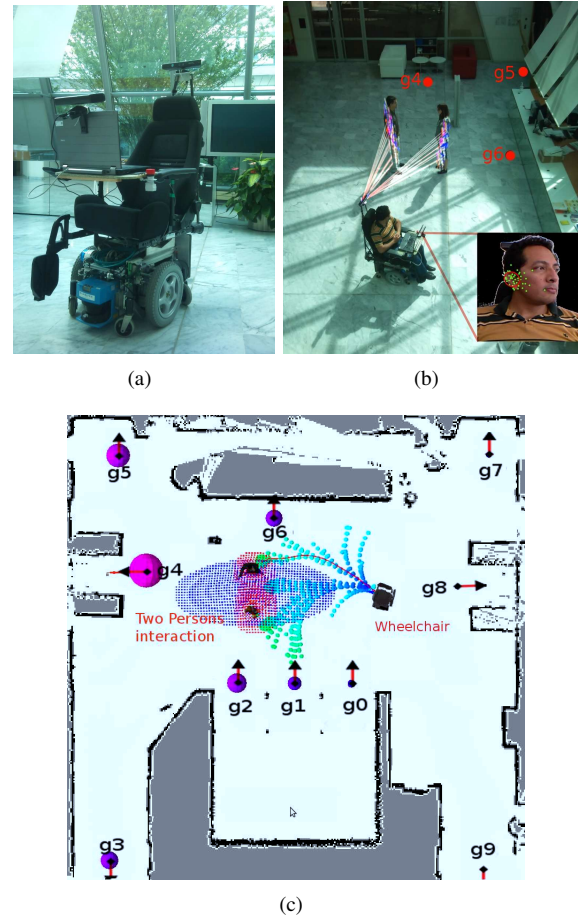 g4
g5
g6
(a)
(b)
g5
g7
g6
g4
g8
Two Persons
interaction
Wheelchair
g2
g1
g0
g3
g9
(c)